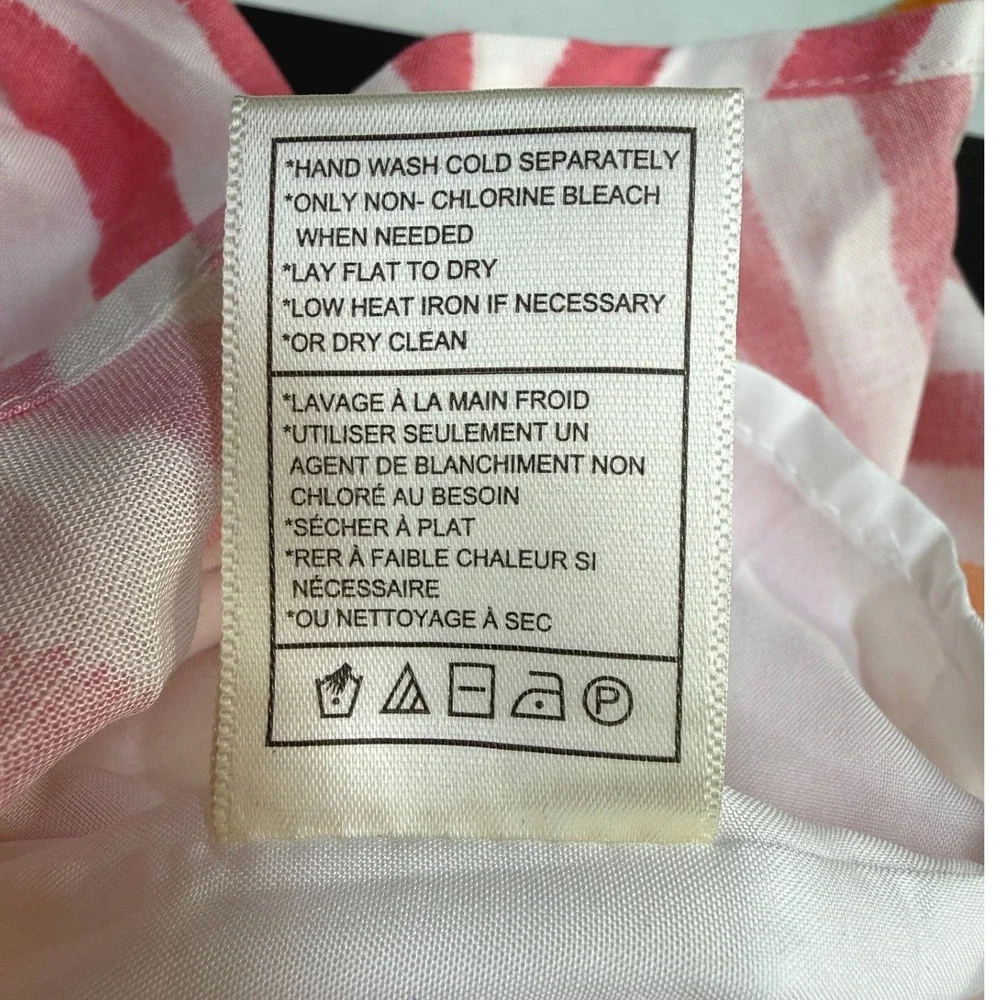 *HAND WASH COLD SEPARATELY
*ONLY NON- CHLORINE BLEACH
WHEN NEEDED
*LAY FLAT TO DRY
*LOW HEAT IRON IF NECESSARY
*OR DRY CLEAN
*LAVAGE À LA MAIN FROID
*UTILISER SEULEMENT UN
AGENT DE BLANCHIMENT NON
CHLORÉ AU BESOIN
*SÉCHER À PLAT
*RER À FAIBLE CHALEUR SI
NÉCESSAIRE
*OU NETTOYAGE À SEC
P